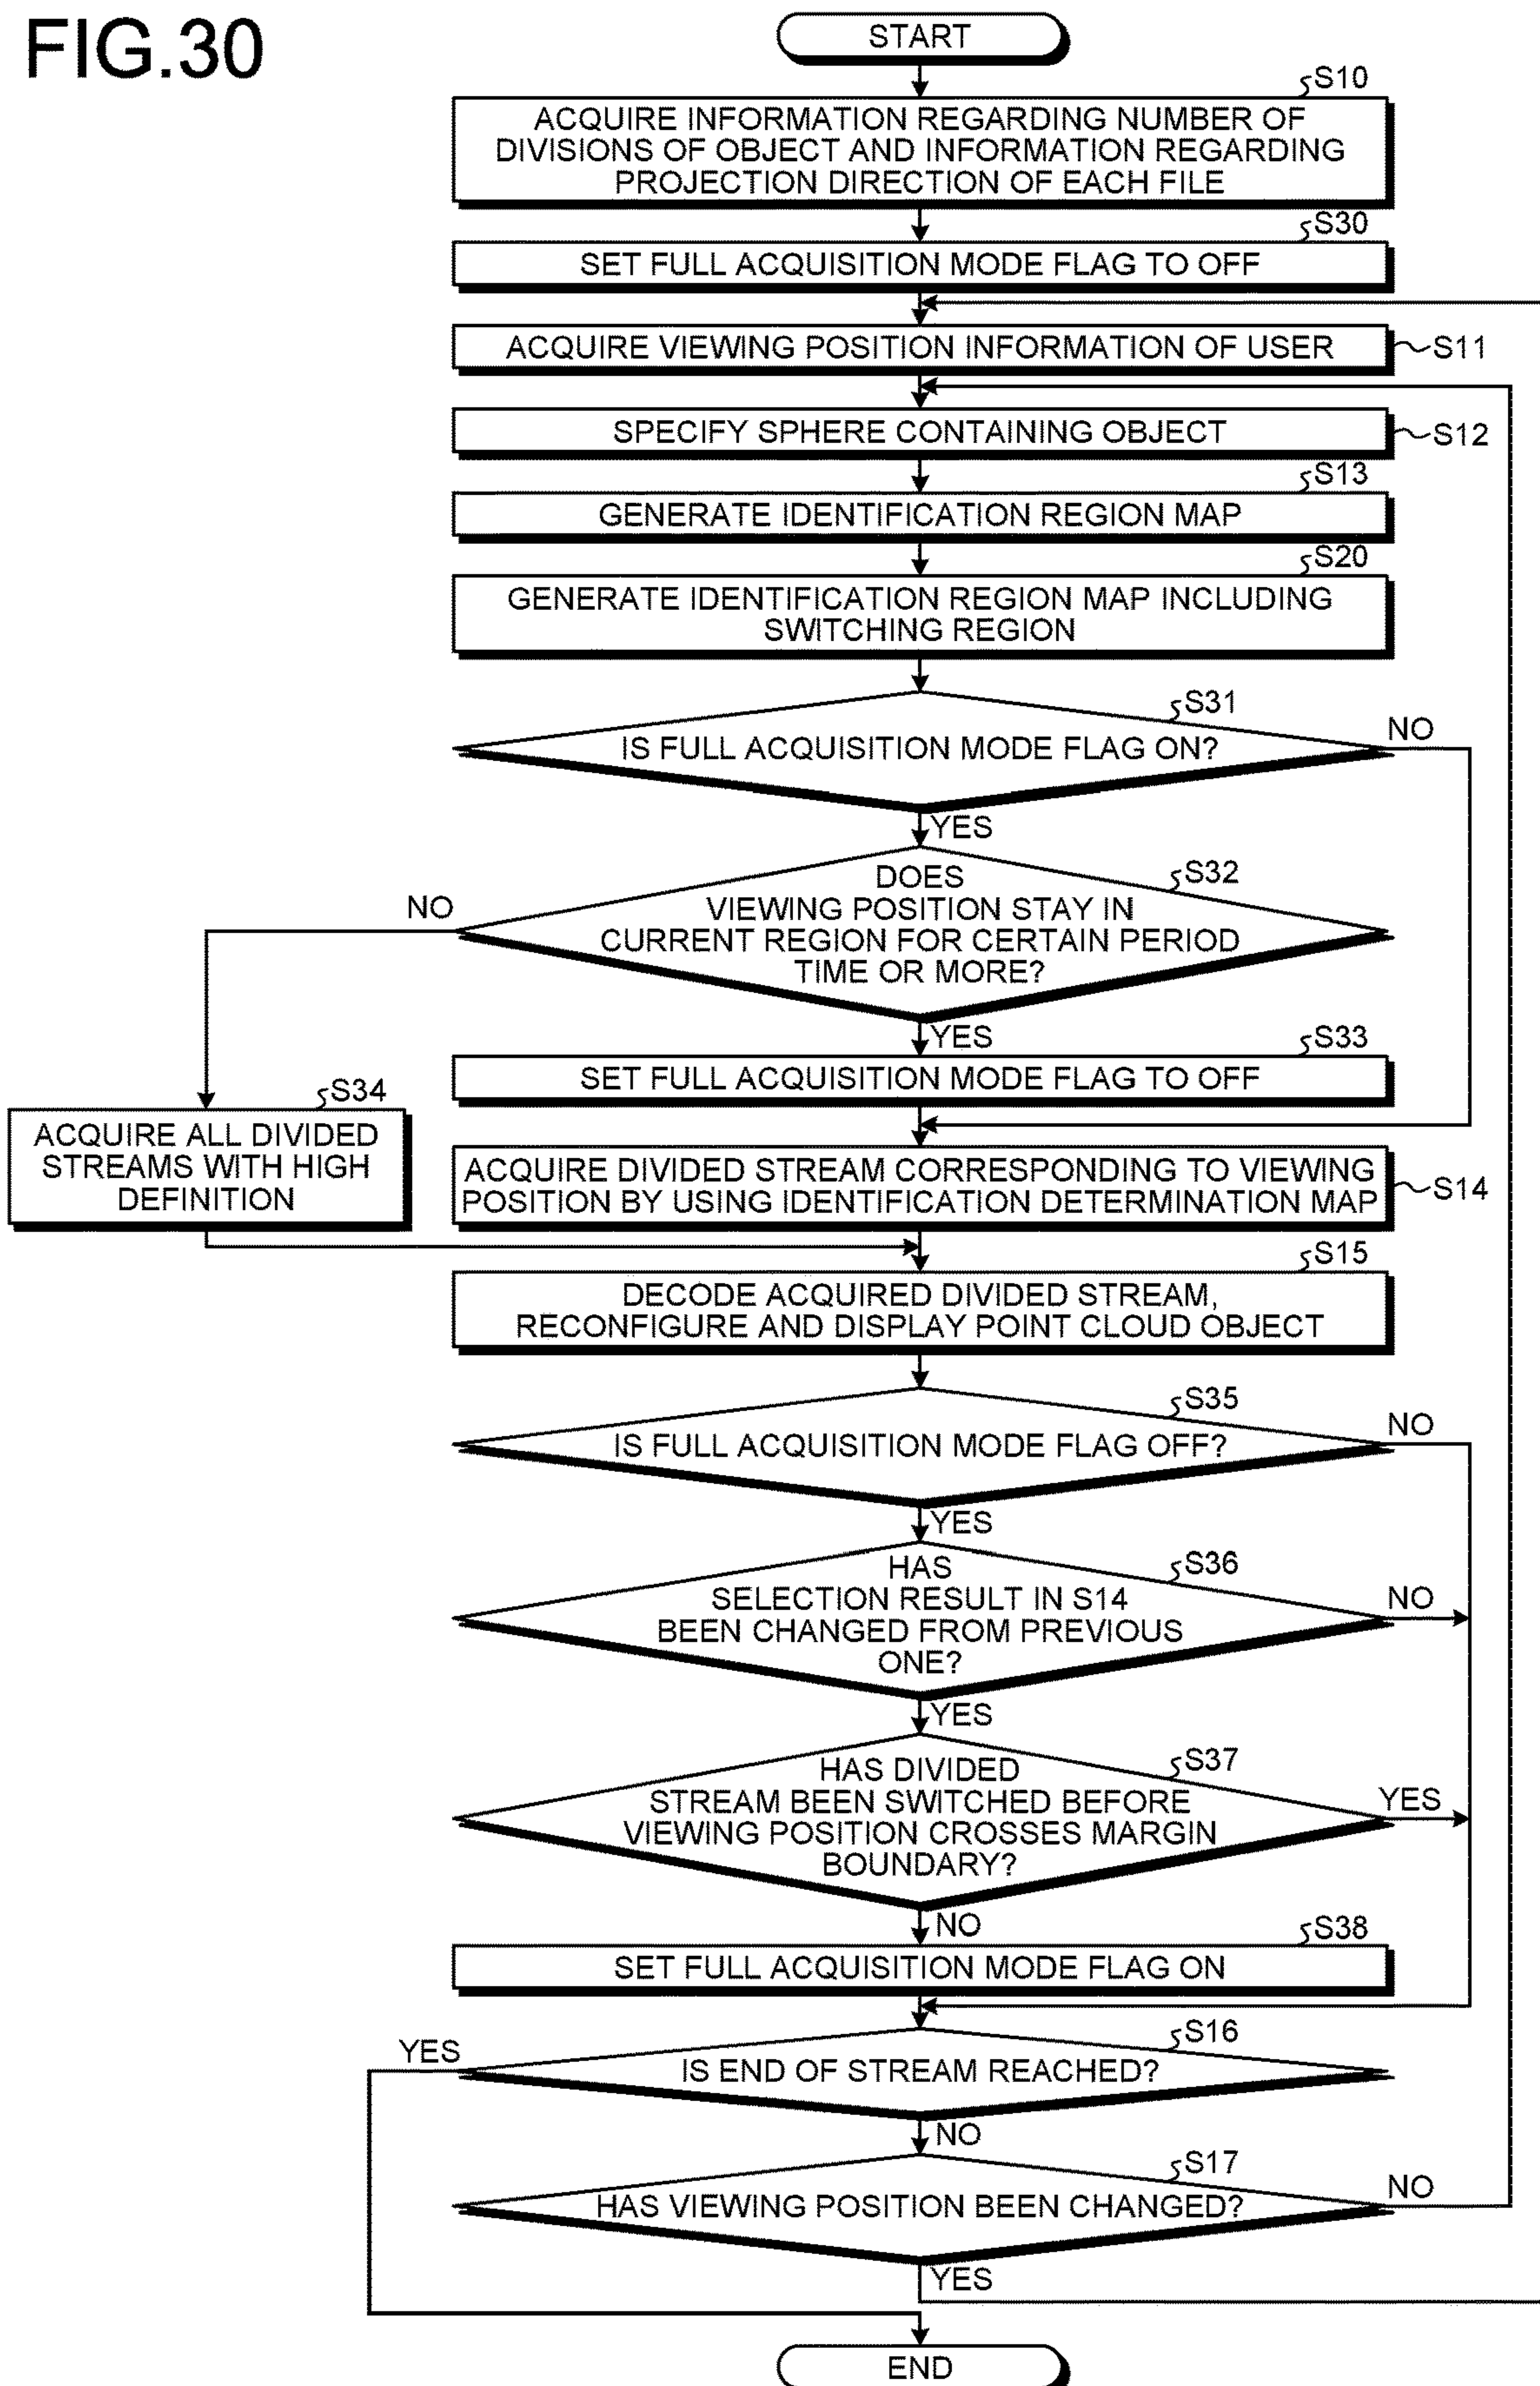 FIG.30
START
S10
ACQUIRE INFORMATION REGARDING NUMBER OF
DIVISIONS OF OBJECT AND INFORMATION REGARDING
PROJECTION DIRECTION OF EACH FILE
S30
SET FULL ACQUISITION MODE FLAG TO OFF
ACQUIRE VIEWING POSITION INFORMATION OF USER
S11
SPECIFY SPHERE CONTAINING OBJECT
S12
S13
GENERATE IDENTIFICATION REGION MAP
S20
GENERATE IDENTIFICATION REGION MAP INCLUDING
SWITCHING REGION
S31
IS FULL ACQUISITION MODE FLAG ON?
NO
YES
S32
DOES
VIEWING POSITION STAY IN
CURRENT REGION FOR CERTAIN PERIOD
TIME OR MORE?
NO
YES
S33
SET FULL ACQUISITION MODE FLAG TO OFF
S34
ACQUIRE ALL DIVIDED
STREAMS WITH HIGH
DEFINITION
ACQUIRE DIVIDED STREAM CORRESPONDING TO VIEWING
POSITION BY USING IDENTIFICATION DETERMINATION MAP
S14
S15
DECODE ACQUIRED DIVIDED STREAM,
RECONFIGURE AND DISPLAY POINT CLOUD OBJECT
S35
IS FULL ACQUISITION MODE FLAG OFF?
NO
YES
S36
HAS
SELECTION RESULT IN S14
BEEN CHANGED FROM PREVIOUS
ONE?
NO
YES
S37
HAS DIVIDED
STREAM BEEN SWITCHED BEFORE
VIEWING POSITION CROSSES MARGIN
BOUNDARY?
YES
NO
S38
SET FULL ACQUISITION MODE FLAG ON
S16
YES
IS END OF STREAM REACHED?
NO
S17
HAS VIEWING POSITION BEEN CHANGED?
NO
YES
END